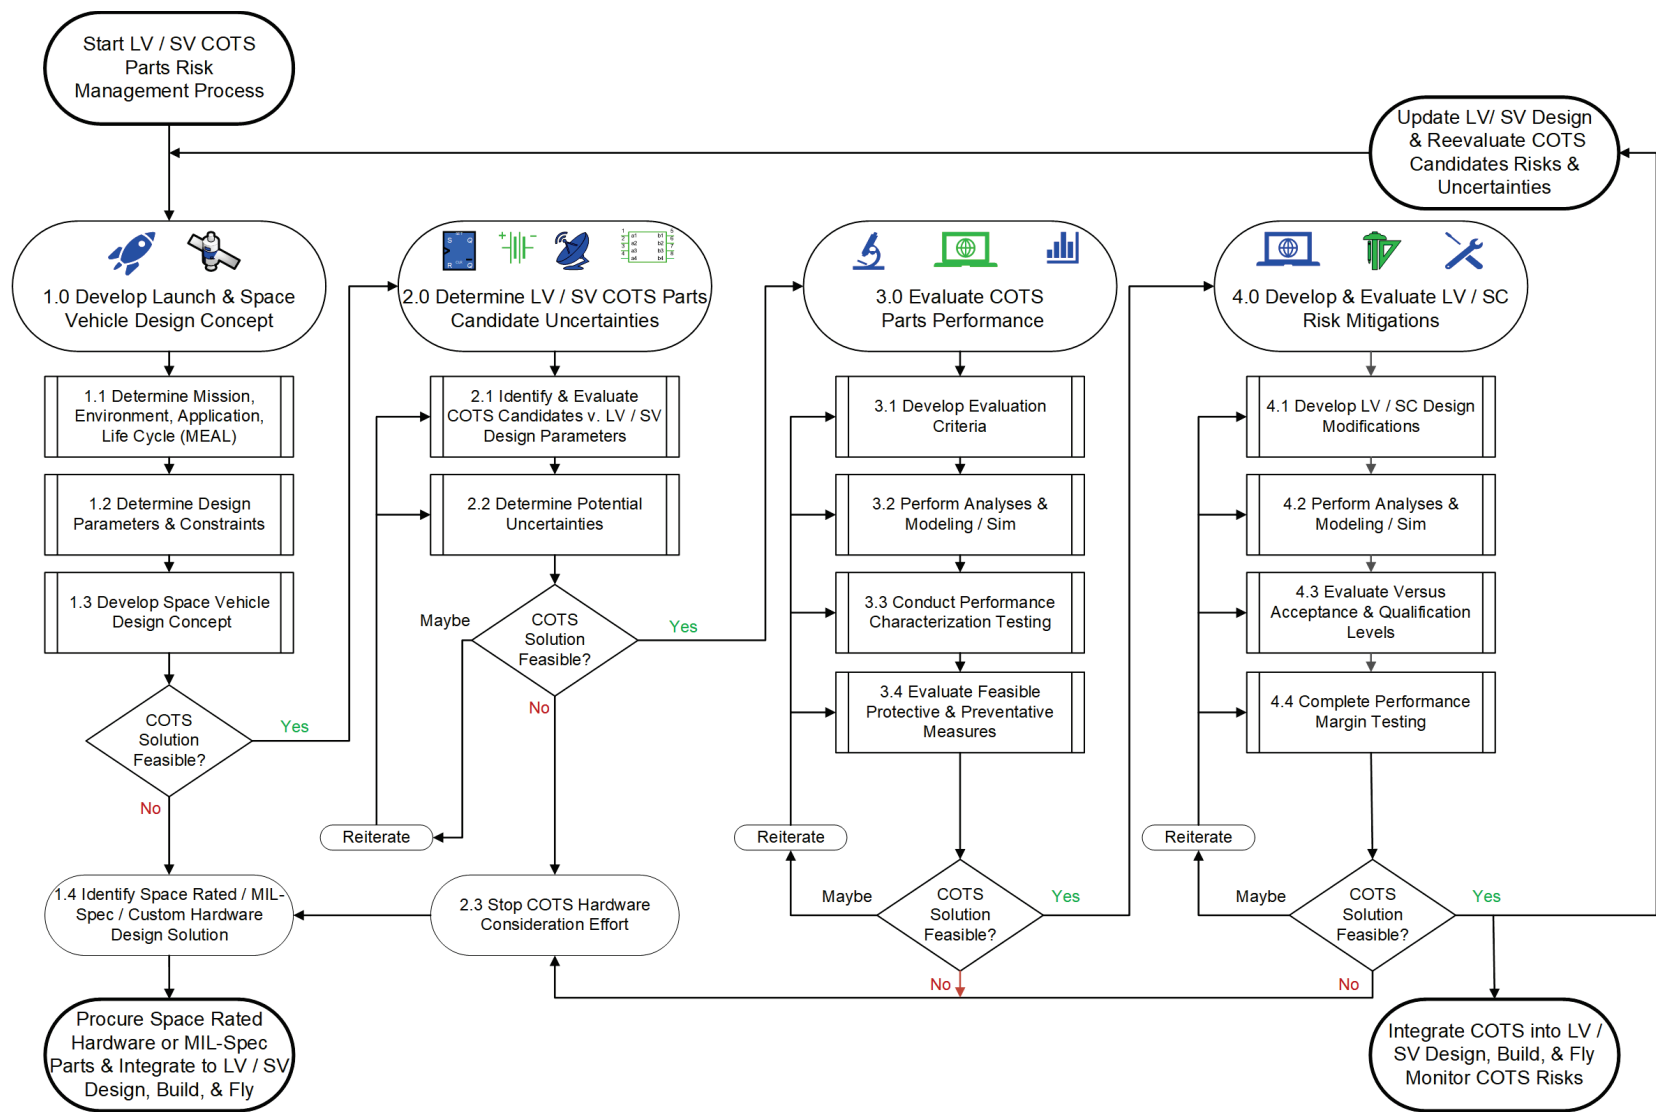 Start LV / SV COTS
Parts Risk
Management Process
Update LV/ SV Design
& Reevaluate COTS
Candidates Risks &
Uncertainties
1.0 Develop Launch & Space
Vehicle Design Concept
1.1 Determine Mission,
Environment, Application,
Life Cycle (MEAL)
1.2 Determine Design
Parameters & Constraints
1.3 Develop Space Vehicle
Design Concept
COTS
Solution
Feasible?
Yes
No
1.4 Identify Space Rated / MIL-
Spec / Custom Hardware
Design Solution
Procure Space Rated
Hardware or MIL-Spec
Parts & Integrate to LV / SV
Design, Build, & Fly
S Q
R Q
+ −
a1 b1
a2 b2
a3 b3
a4 b4
2.0 Determine LV / SV COTS Parts
Candidate Uncertainties
2.1 Identify & Evaluate
COTS Candidates v. LV / SV
Design Parameters
2.2 Determine Potential
Uncertainties
COTS
Solution
Feasible?
Maybe
Yes
No
Reiterate
2.3 Stop COTS Hardware
Consideration Effort
3.0 Evaluate COTS
Parts Performance
3.1 Develop Evaluation
Criteria
3.2 Perform Analyses &
Modeling / Sim
3.3 Conduct Performance
Characterization Testing
3.4 Evaluate Feasible
Protective & Preventative
Measures
Reiterate
Maybe
COTS
Solution
Feasible?
Yes
No
4.0 Develop & Evaluate LV / SC
Risk Mitigations
4.1 Develop LV / SC Design
Modifications
4.2 Perform Analyses &
Modeling / Sim
4.3 Evaluate Versus
Acceptance & Qualification
Levels
4.4 Complete Performance
Margin Testing
Reiterate
Maybe
COTS
Solution
Feasible?
Yes
No
Integrate COTS into LV /
SV Design, Build, & Fly
Monitor COTS Risks